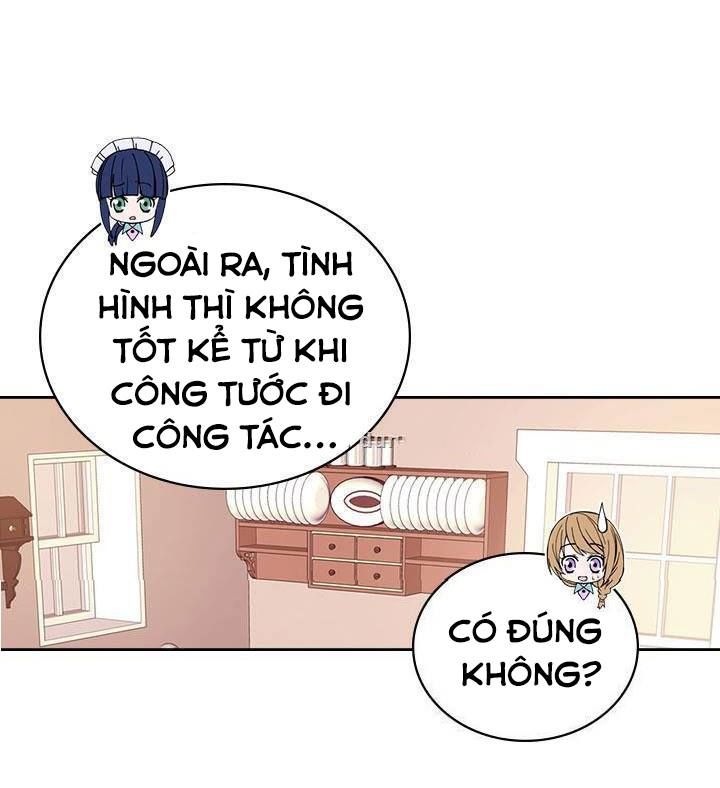 NGOÀI RA, TÌNH
HÌNH THÌ KHÔNG
TỐT KỂ TỪ KHI
CÔNG TƯỚC ĐI
CÔNG TÁC...
CÓ ĐÚNG
KHÔNG?